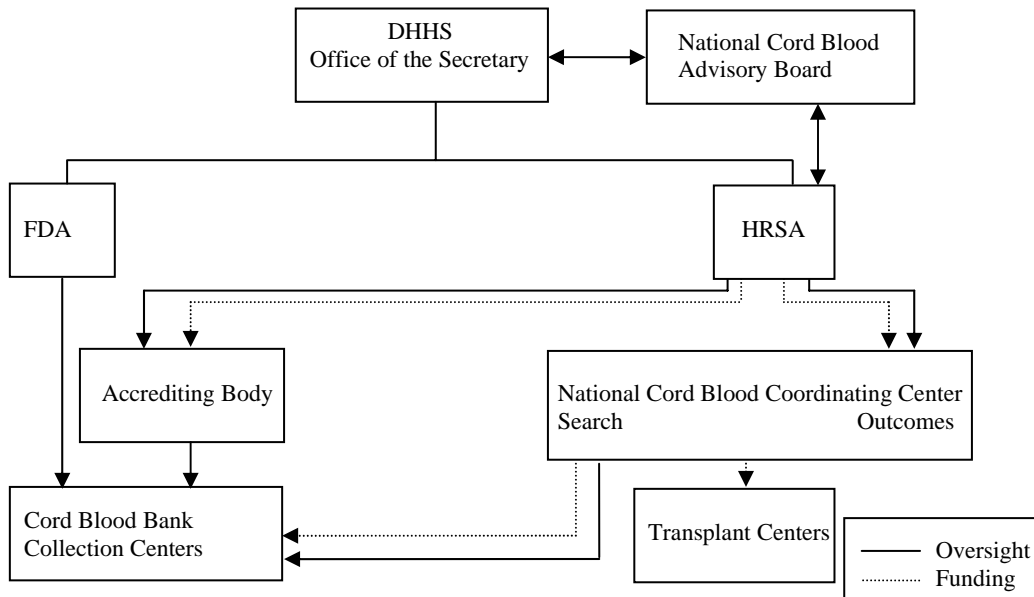 DHHS
Office of the Secretary
National Cord Blood
Advisory Board
FDA
HRSA
Accrediting Body
National Cord Blood Coordinating Center
Search Outcomes
Cord Blood Bank
Collection Centers
Transplant Centers
Oversight
Funding